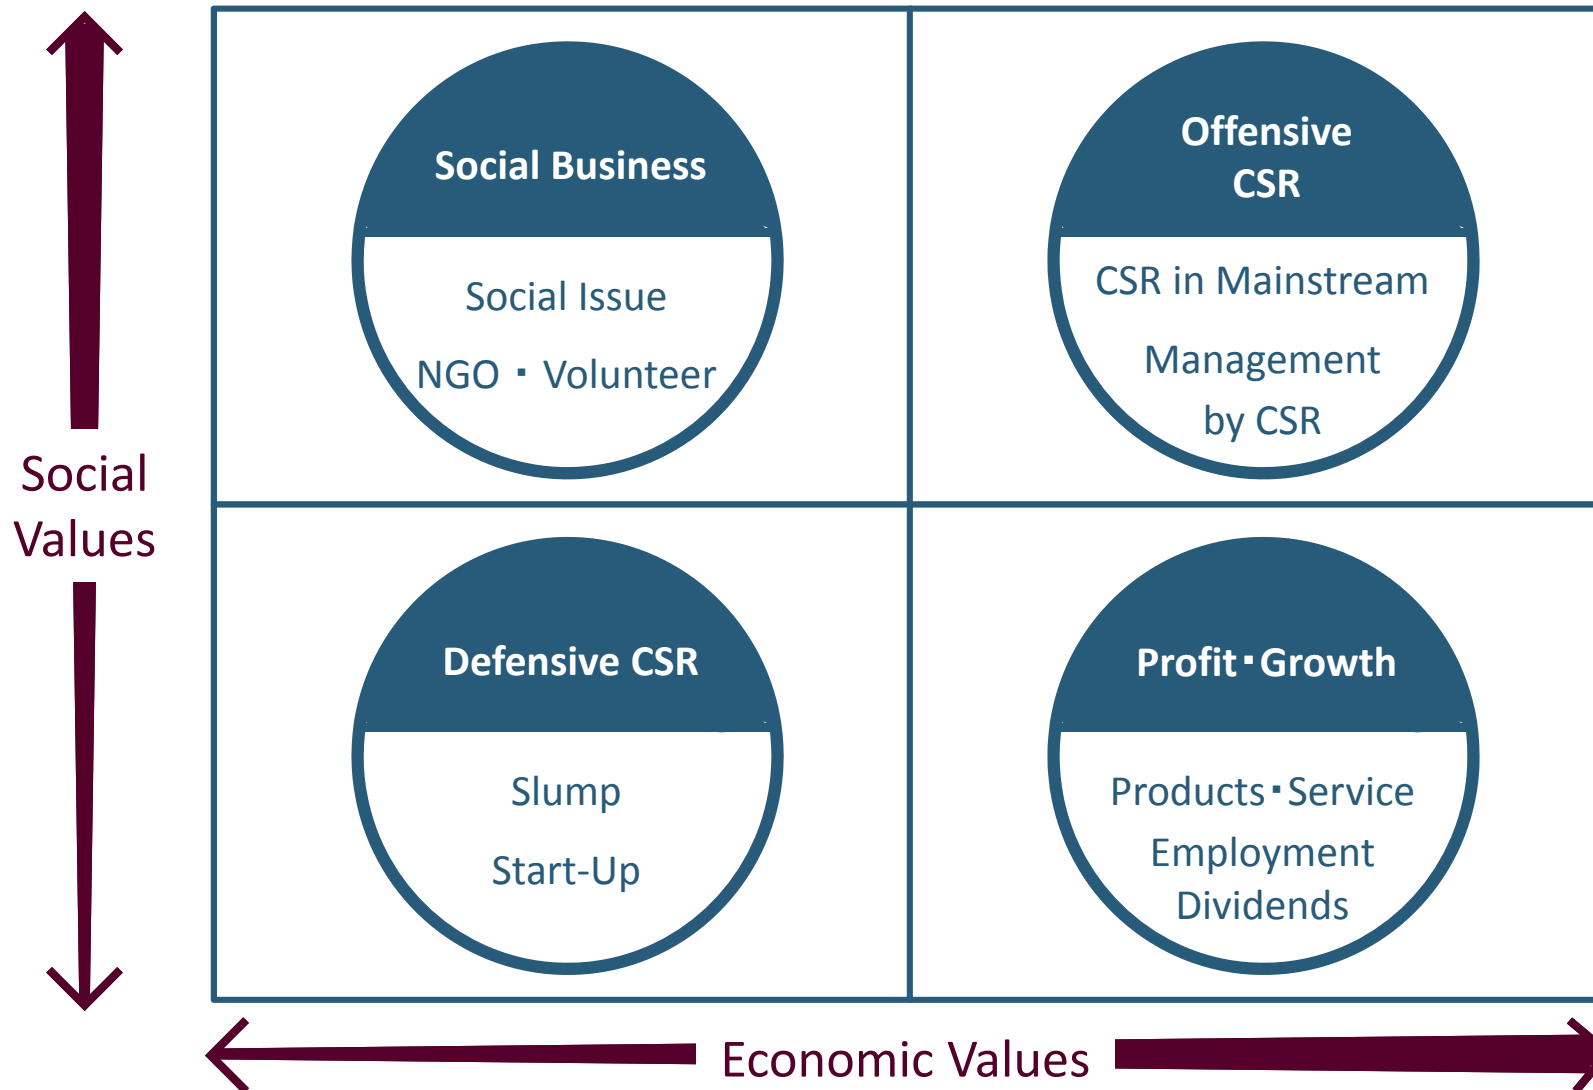 Social Business
Social Issue
NGO・Volunteer
Offensive
CSR
CSR in Mainstream
Management
by CSR
Social
Values
Defensive CSR
Slump
Start-Up
Profit・Growth
Products・Service
Employment
Dividends
Economic Values